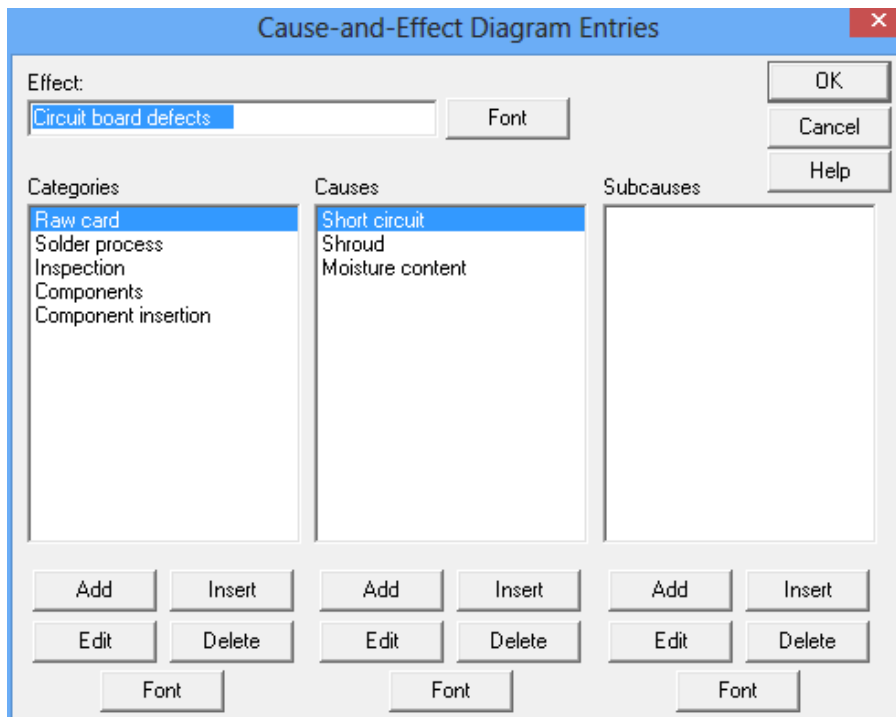 Cause-and-Effect Diagram Entries
Effect:
Circuit board defects
Font
OK
Cancel
Help
Categories
Causes
Subcauses
Raw card
Solder process
Inspection
Components
Component insertion
Short circuit
Shroud
Moisture content
Add
Insert
Add
Insert
Add
Insert
Edit
Delete
Edit
Delete
Edit
Delete
Font
Font
Font